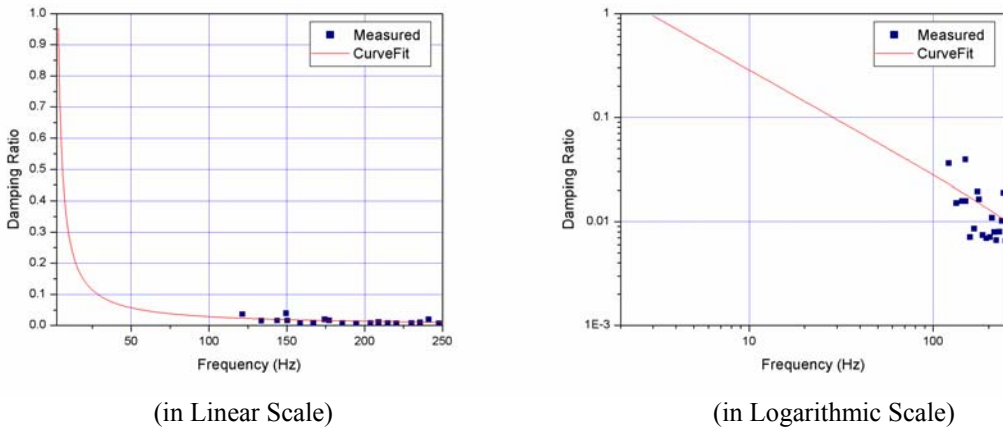 1.0
0.9
0.8
0.7
0.6
0.5
0.4
0.3
0.2
0.1
0.0
Damping Ratio
50
100
150
200
250
Frequency (Hz)
Measured
CurveFit
(in Linear Scale)
1
0.1
0.01
1E-3
Damping Ratio
10
100
Frequency (Hz)
Measured
CurveFit
(in Logarithmic Scale)